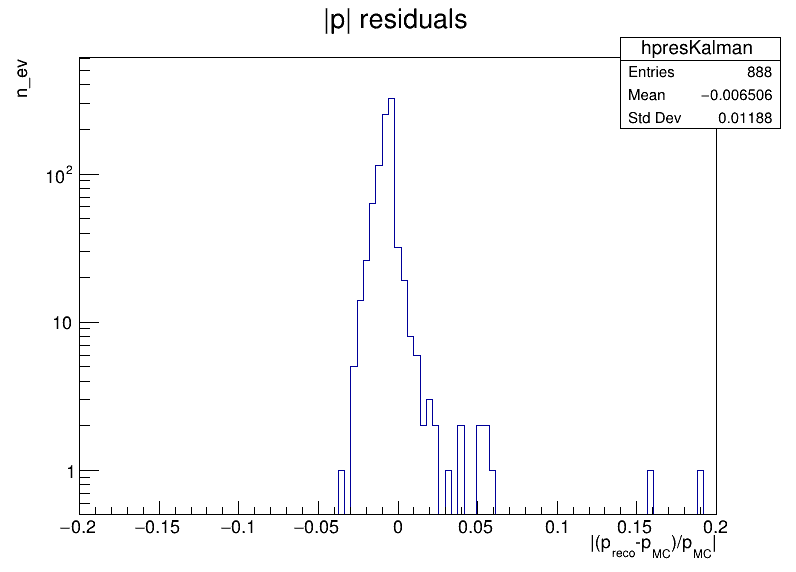 |p| residuals
hpresKalman
Entries 888
Mean −0.006506
Std Dev 0.01188
n_ev
10²
10
1
−0.2 −0.15 −0.1 −0.05 0 0.05 0.1 0.15 0.2
|(p_reco-p_MC)/p_MC|